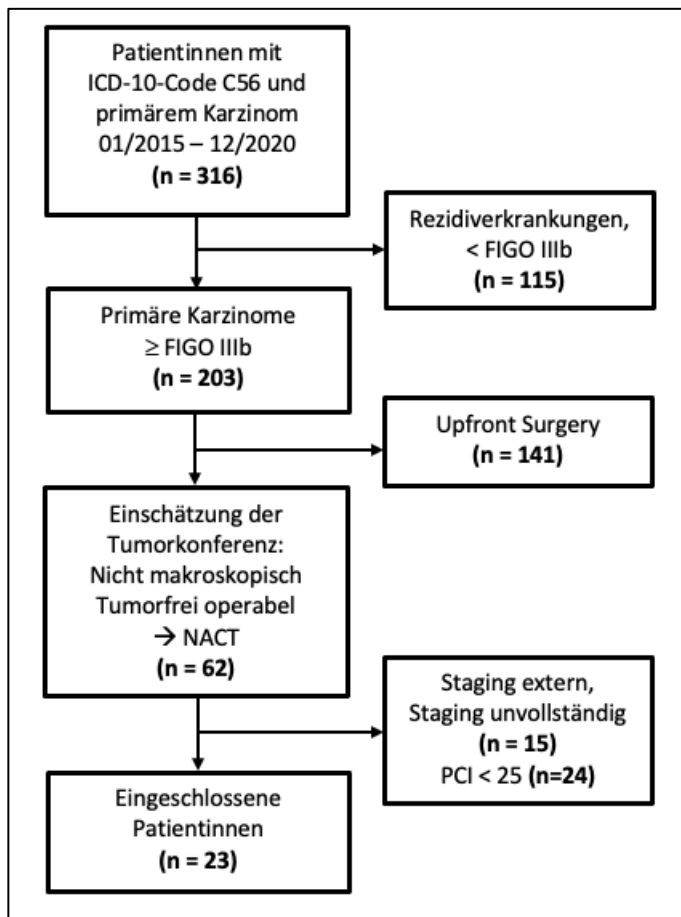 Patientinnen mit
ICD-10-Code C56 und
primärem Karzinom
01/2015 – 12/2020
(n = 316)
Rezidiverkrankungen,
< FIGO IIIb
(n = 115)
Primäre Karzinome
≥ FIGO IIIb
(n = 203)
Upfront Surgery
(n = 141)
Einschätzung der
Tumorkonferenz:
Nicht makroskopisch
Tumorfrei operabel
→ NACT
(n = 62)
Staging extern,
Staging unvollständig
(n = 15)
PCI < 25 (n=24)
Eingeschlossene
Patientinnen
(n = 23)